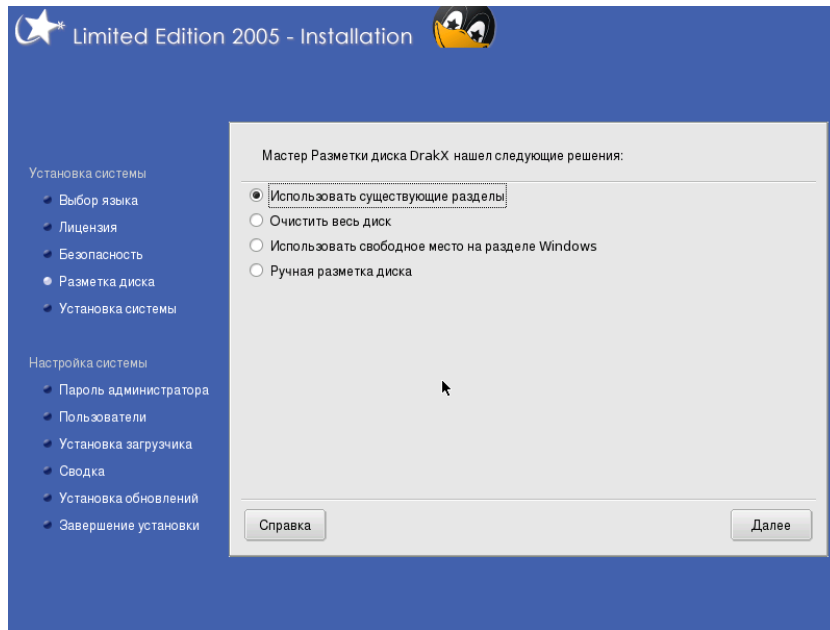 Limited Edition 2005 - Installation
Установка системы
Выбор языка
Лицензия
Безопасность
Разметка диска
Установка системы
Настройка системы
Пароль администратора
Пользователи
Установка загрузчика
Сводка
Установка обновлений
Завершение установки
Мастер Разметки диска DrakX нашел следующие решения:
Использовать существующие разделы
Очистить весь диск
Использовать свободное место на разделе Windows
Ручная разметка диска
Справка
Далее